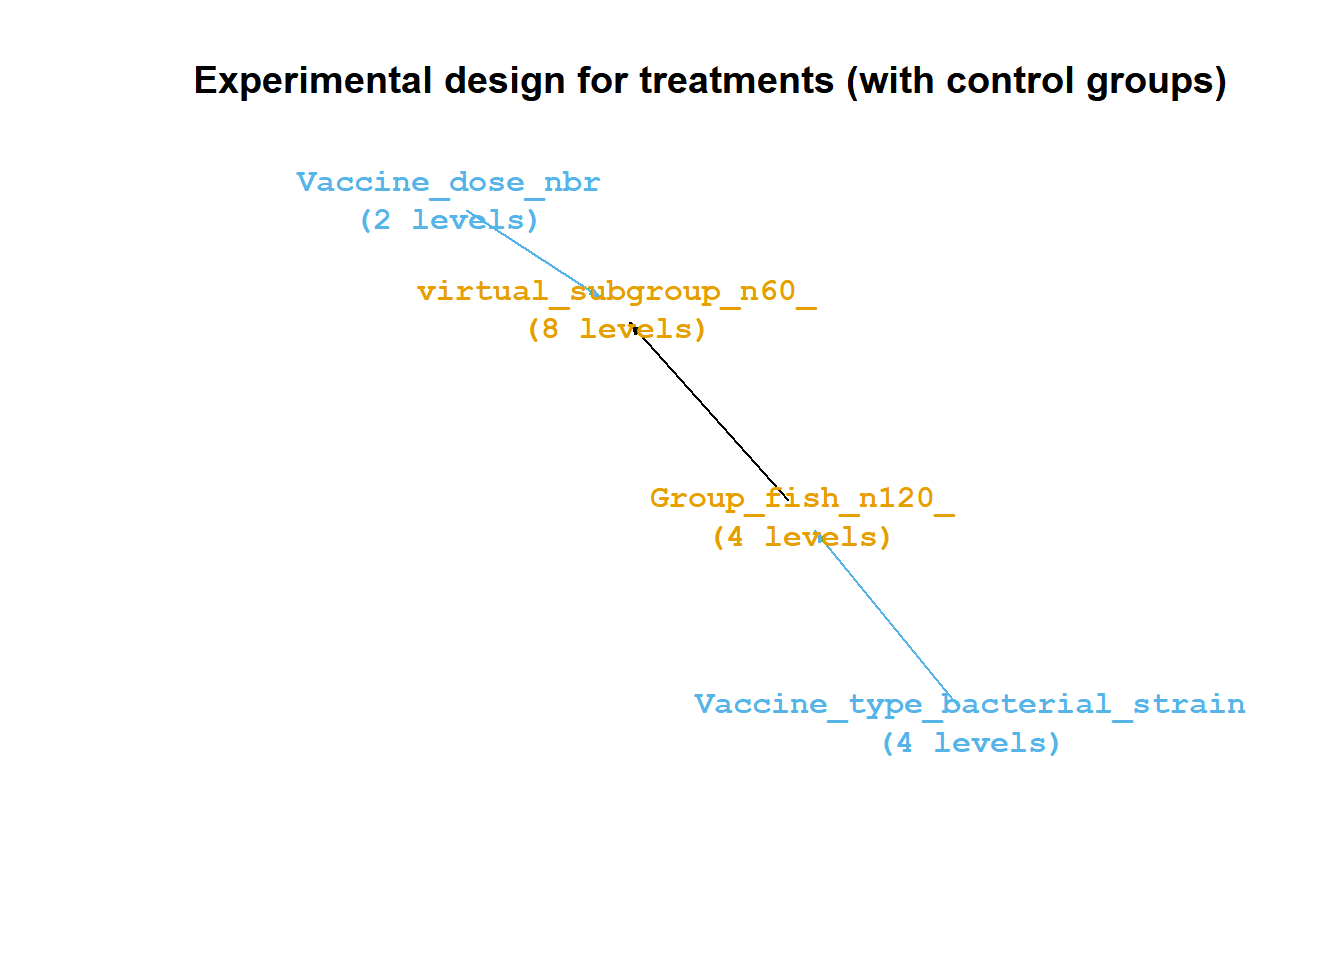 Experimental design for treatments (with control groups)
Vaccine_dose_nbr
(2 levels)
virtual_subgroup_n60_
(8 levels)
Group_fish_n120_
(4 levels)
Vaccine_type_bacterial_strain
(4 levels)